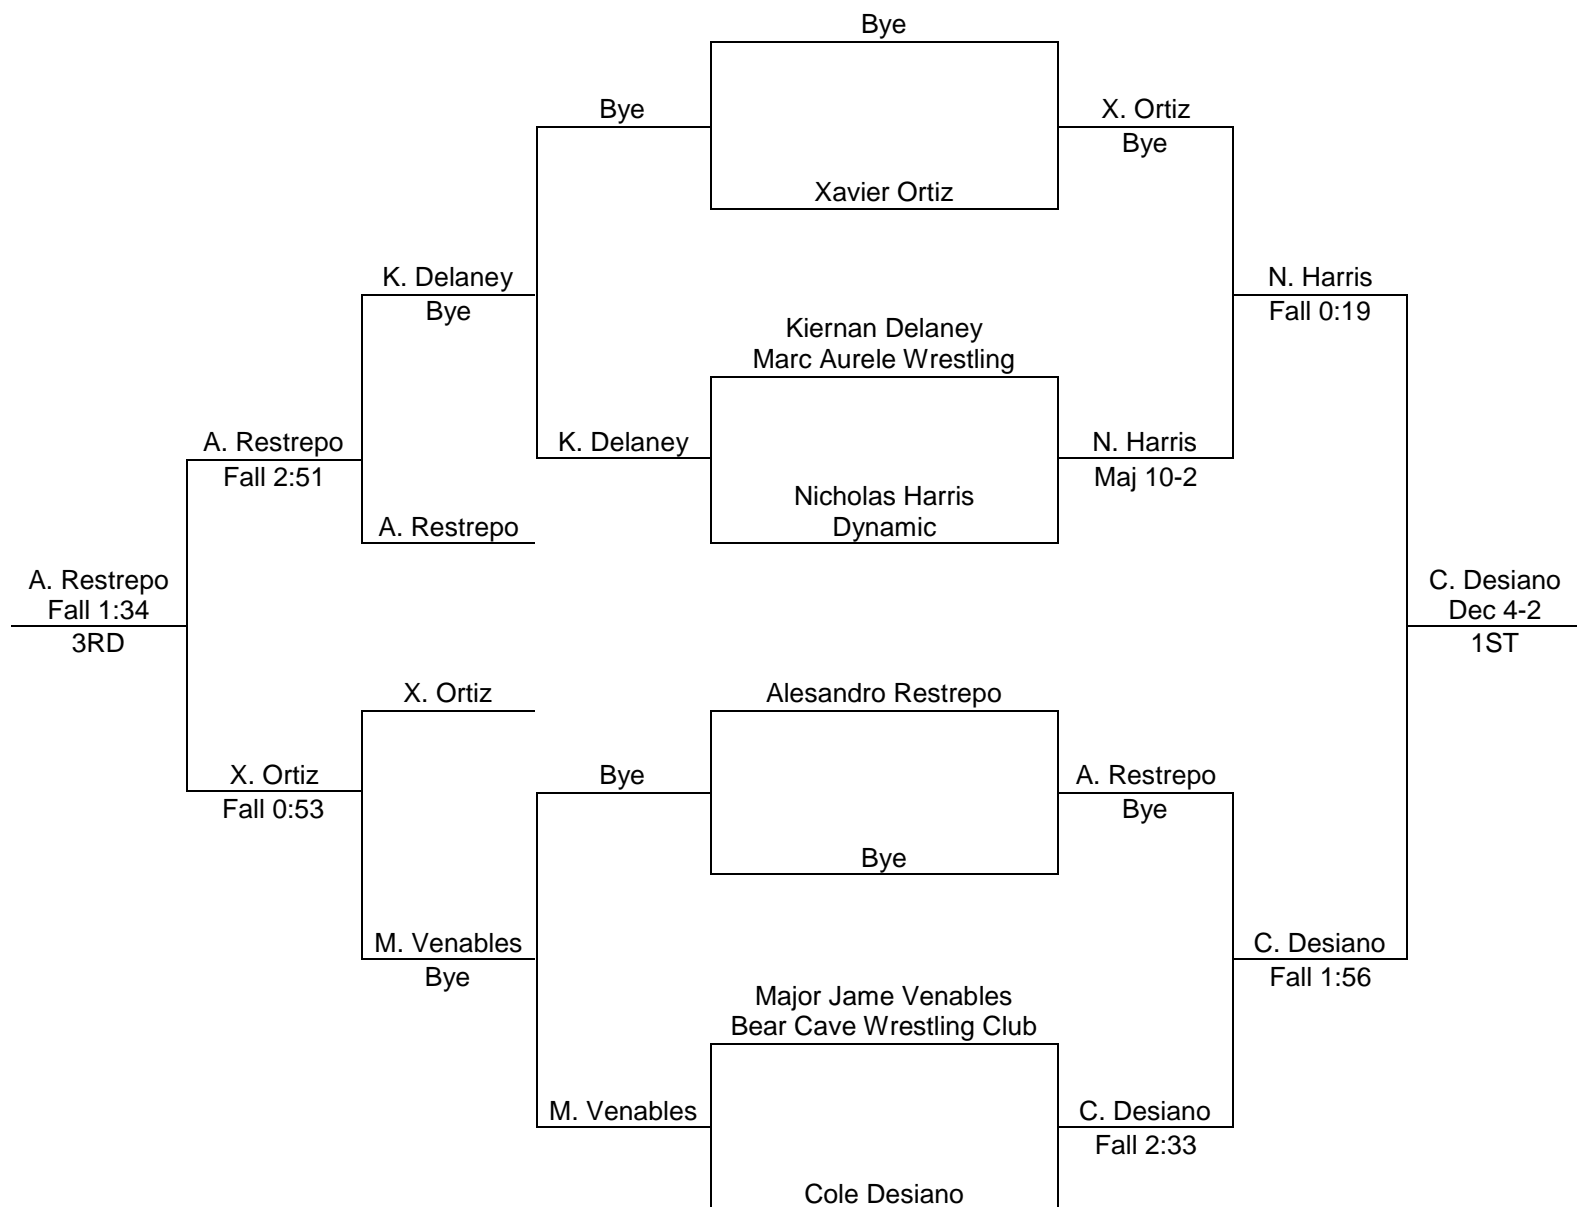 Bye
Bye
X. Ortiz
Bye
Xavier Ortiz
K. Delaney
Bye
N. Harris
Fall 0:19
Kiernan Delaney
Marc Aurele Wrestling
A. Restrepo
Fall 2:51
K. Delaney
N. Harris
Maj 10-2
Nicholas Harris
Dynamic
A. Restrepo
A. Restrepo
Fall 1:34
3RD
C. Desiano
Dec 4-2
1ST
X. Ortiz
Alesandro Restrepo
X. Ortiz
Fall 0:53
Bye
A. Restrepo
Bye
Bye
M. Venables
Bye
C. Desiano
Fall 1:56
Major Jame Venables
Bear Cave Wrestling Club
M. Venables
C. Desiano
Fall 2:33
Cole Desiano